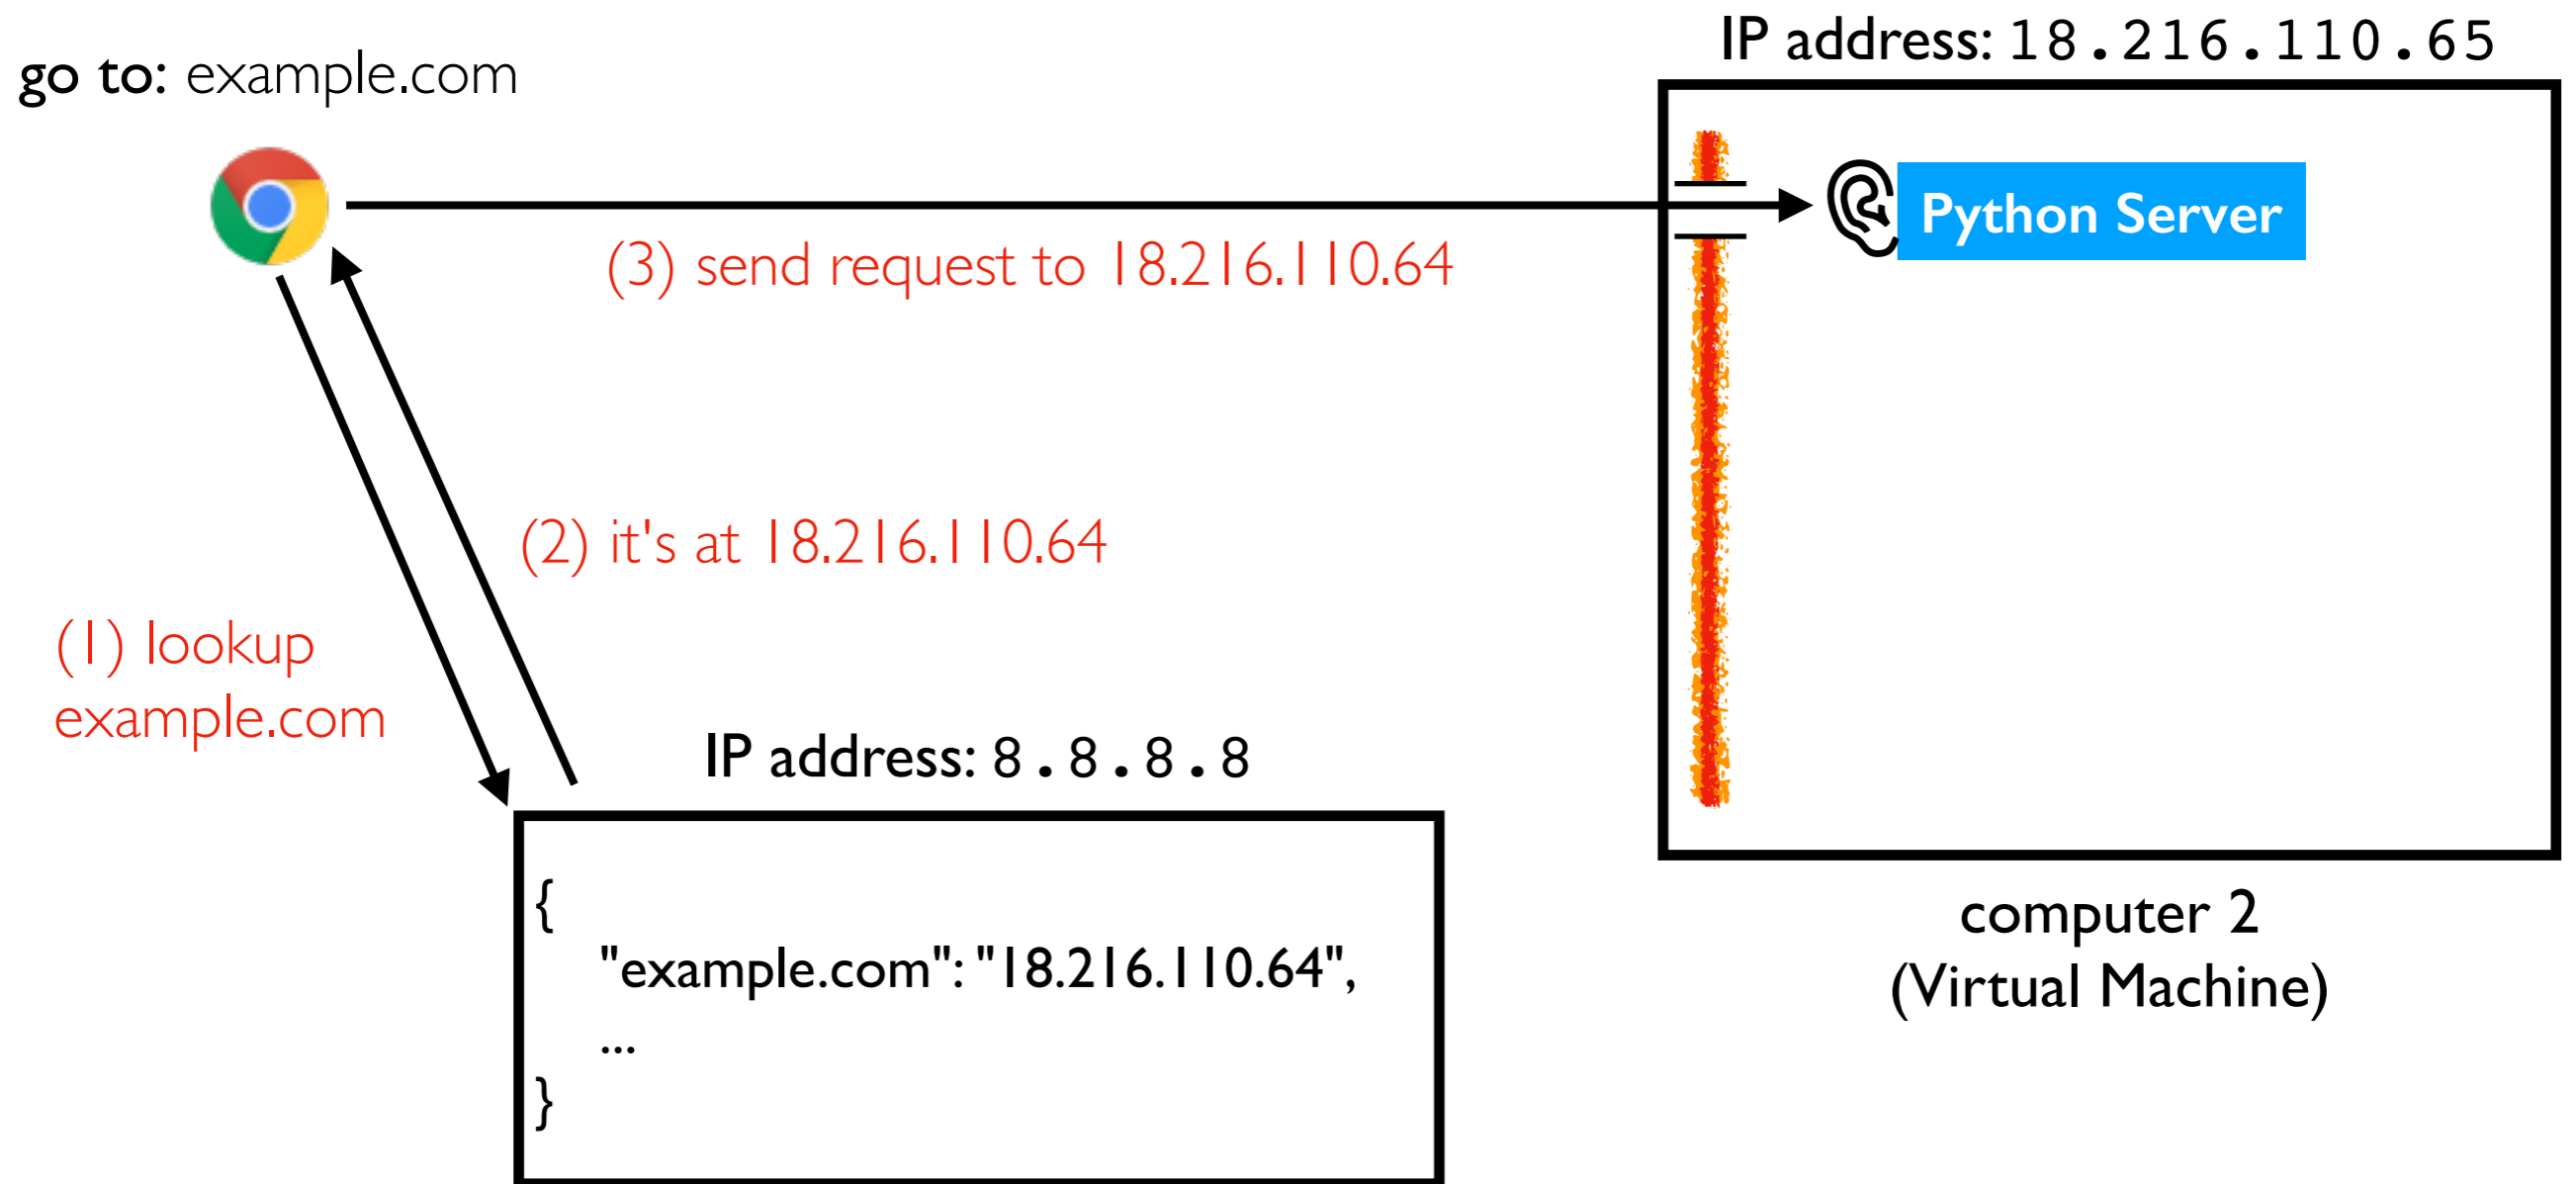 go to: example.com
IP address: 18.216.110.65
Python Server
(3) send request to 18.216.110.64
(2) it's at 18.216.110.64
(1) lookup
example.com
IP address: 8.8.8.8
{
"example.com": "18.216.110.64",
...
}
computer 2
(Virtual Machine)